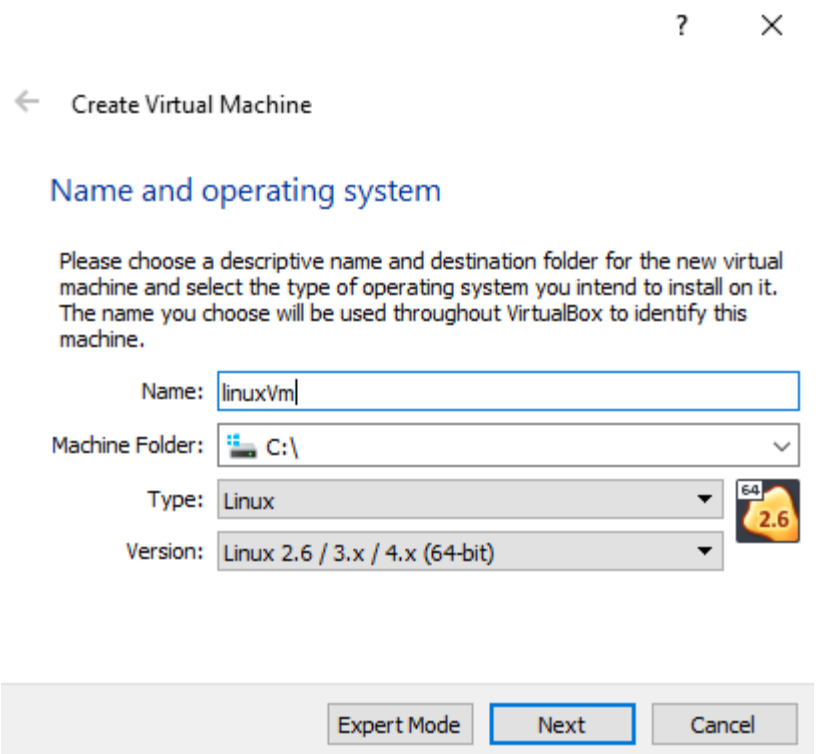 ?
Create Virtual Machine
Name and operating system
Please choose a descriptive name and destination folder for the new virtual
machine and select the type of operating system you intend to install on it.
The name you choose will be used throughout VirtualBox to identify this
machine.
Name: linuxVm
Machine Folder: C:\
Type: Linux
64
2.6
Version: Linux 2.6 / 3.x / 4.x (64-bit)
Expert Mode Next Cancel